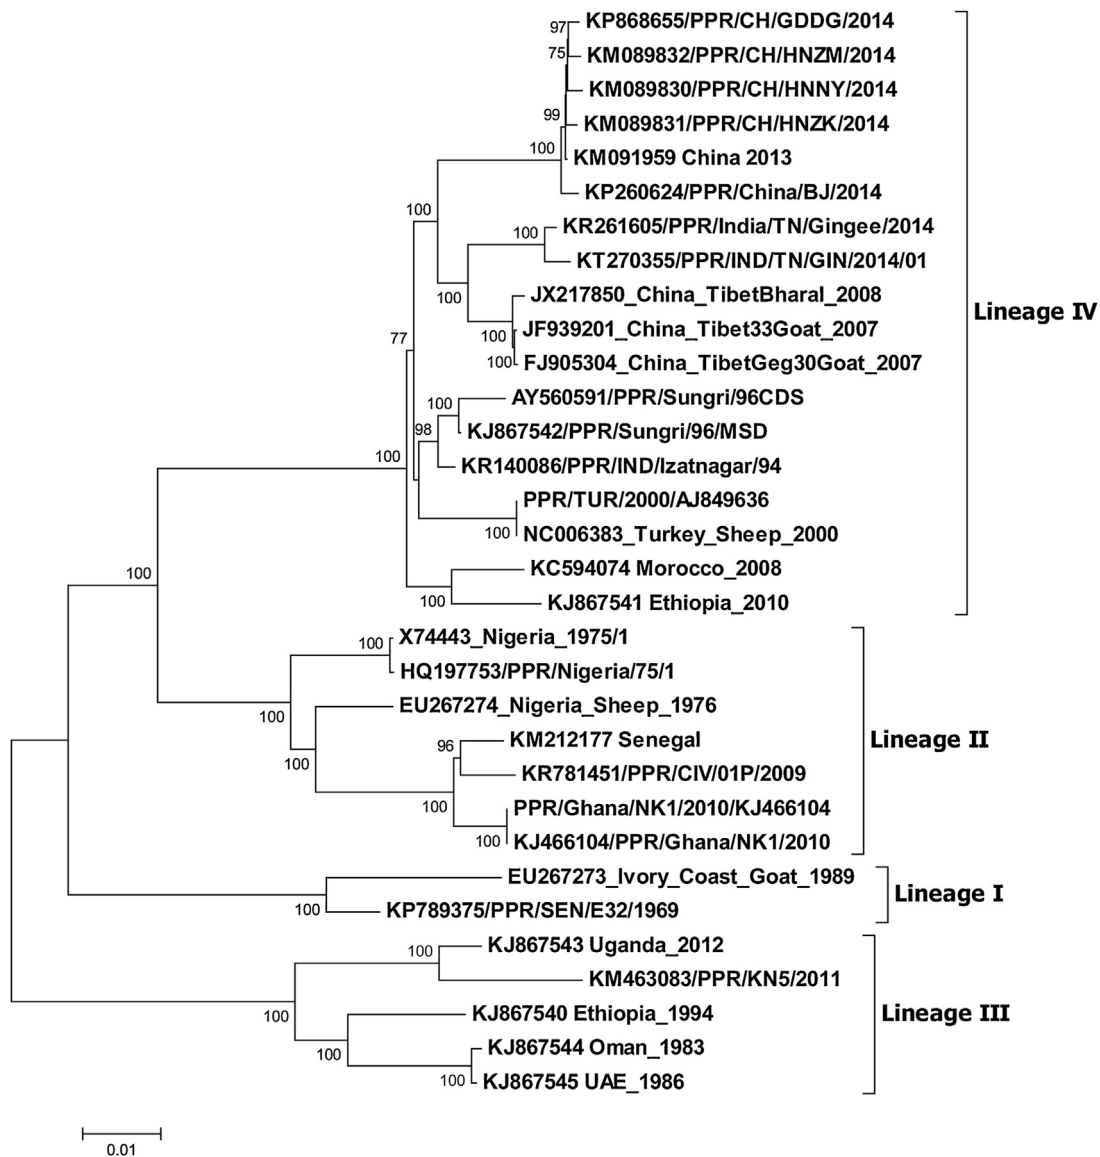 97
KP868655/PPR/CH/GDDG/2014
75
KM089832/PPR/CH/HNZM/2014
KM089830/PPR/CH/HNNY/2014
99
KM089831/PPR/CH/HNZK/2014
100
KM091959 China 2013
KP260624/PPR/China/BJ/2014
100
100
KR261605/PPR/India/TN/Gingee/2014
KT270355/PPR/IND/TN/GIN/2014/01
100
JX217850_China_TibetBharal_2008
Lineage IV
100
JF939201_China_Tibet33Goat_2007
77
100
FJ905304_China_TibetGeg30Goat_2007
100
AY560591/PPR/Sungri/96CDS
98
KJ867542/PPR/Sungri/96/MSD
100
KR140086/PPR/IND/Izatnagar/94
PPR/TUR/2000/AJ849636
100
NC006383_Turkey_Sheep_2000
100
KC594074 Morocco_2008
100
KJ867541 Ethiopia_2010
100
X74443_Nigeria_1975/1
HQ197753/PPR/Nigeria/75/1
100
EU267274_Nigeria_Sheep_1976
96
KM212177 Senegal
Lineage II
100
KR781451/PPR/CIV/01P/2009
100
PPR/Ghana/NK1/2010/KJ466104
100
KJ466104/PPR/Ghana/NK1/2010
EU267273_Ivory_Coast_Goat_1989
Lineage I
100
KP789375/PPR/SEN/E32/1969
100
KJ867543 Uganda_2012
KM463083/PPR/KN5/2011
100
KJ867540 Ethiopia_1994
Lineage III
100
KJ867544 Oman_1983
100
KJ867545 UAE_1986
0.01